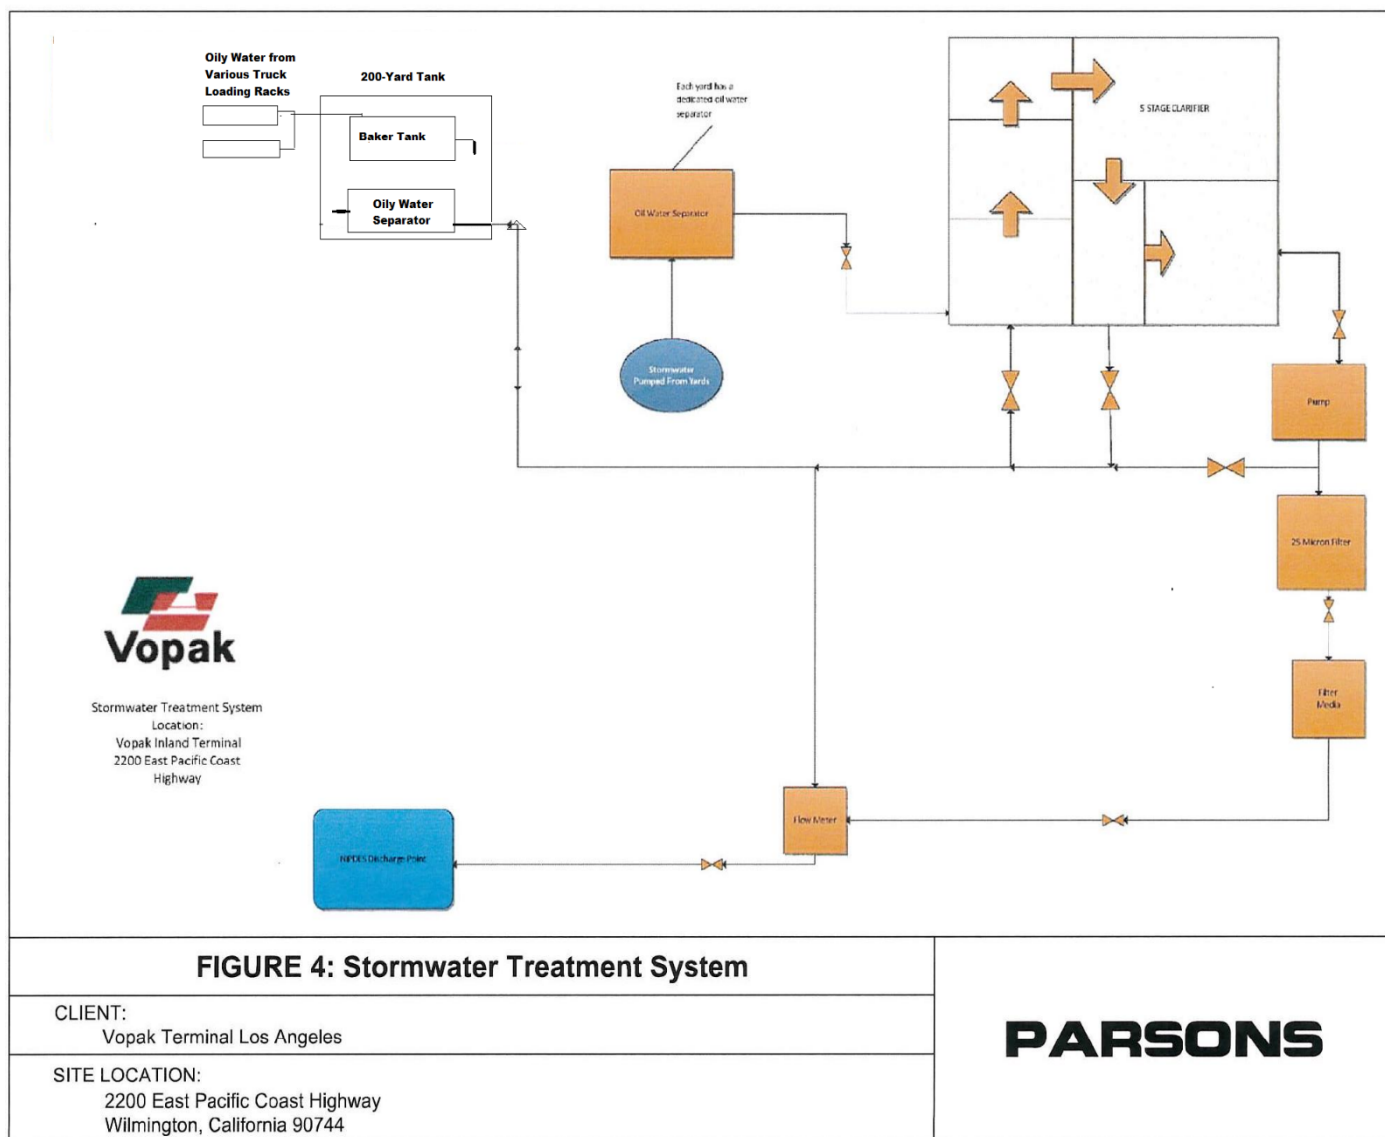 Oily Water from
Various Truck
Loading Racks
200-Yard Tank
Baker Tank
Oily Water
Separator
Each yard has a
dedicated oil water
separator
Oil Water Separator
Stormwater
Pumped From Yards
5 STAGE CLARIFIER
Pump
25 Micron Filter
Filter
Media
Flow Meter
NPDES Discharge Point
Vopak
Stormwater Treatment System
Location:
Vopak Inland Terminal
2200 East Pacific Coast
Highway
FIGURE 4: Stormwater Treatment System
CLIENT:
Vopak Terminal Los Angeles
SITE LOCATION:
2200 East Pacific Coast Highway
Wilmington, California 90744
PARSONS